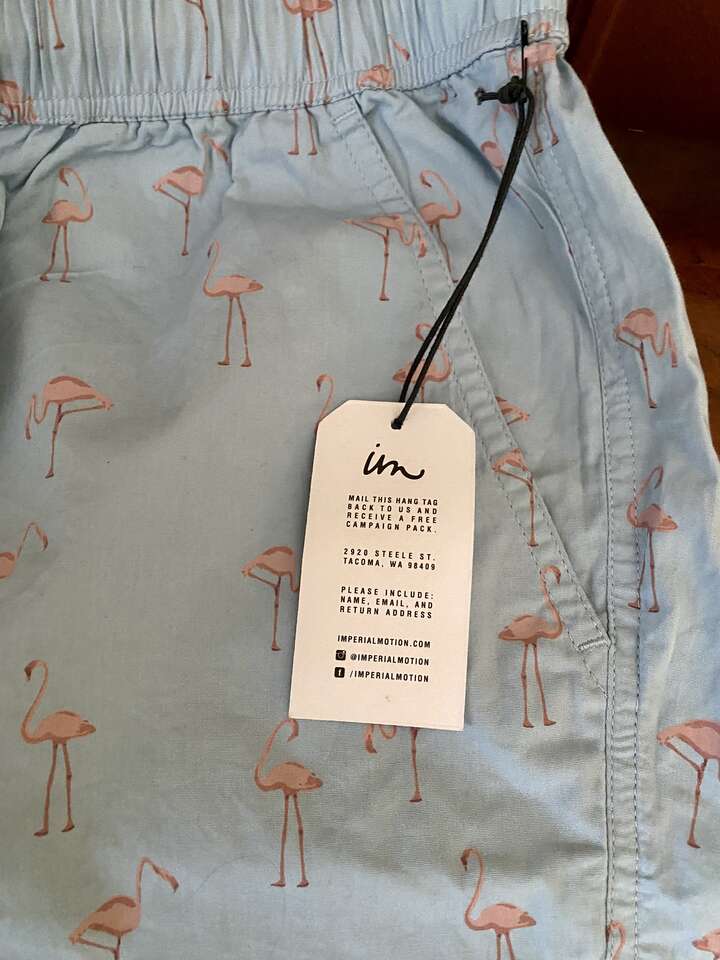 im
MAIL THIS HANG TAG
BACK TO US AND
RECEIVE A FREE
CAMPAIGN PACK.
2920 STEELE ST.
TACOMA, WA 98409
PLEASE INCLUDE:
NAME, EMAIL, AND
RETURN ADDRESS
IMPERIALMOTION.COM
@IMPERIALMOTION
f /IMPERIALMOTION